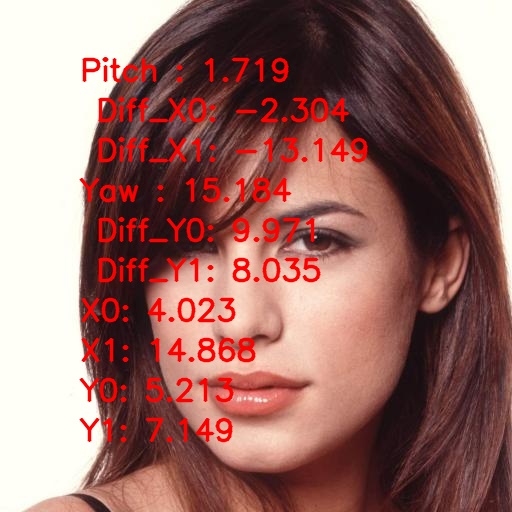 Pitch : 1.719
Diff_X0: -2.304
Diff_X1: -13.149
Yaw : 15.184
Diff_Y0: 9.971
Diff_Y1: 8.035
X0: 4.023
X1: 14.868
Y0: 5.213
Y1: 7.149